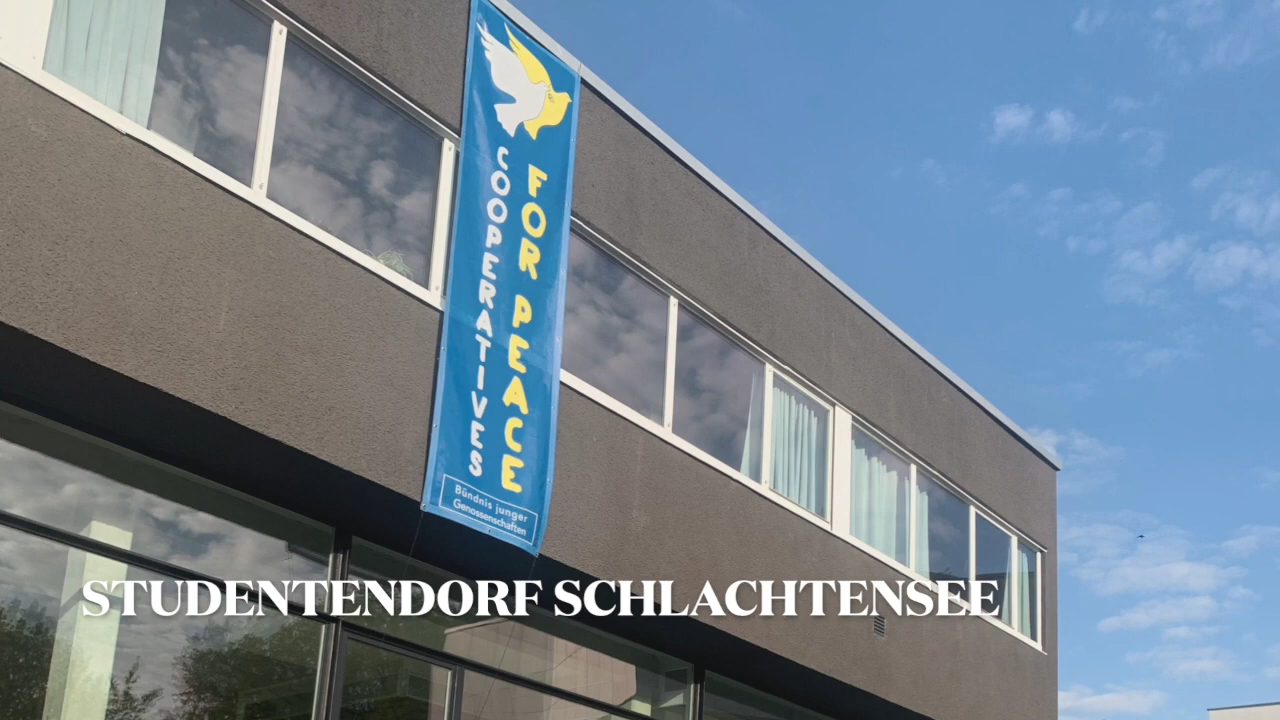 COOPERATIVES
FOR PEACE
Bündnis junger
Genossenschaften
STUDENTENDORF SCHLACHTENSEE